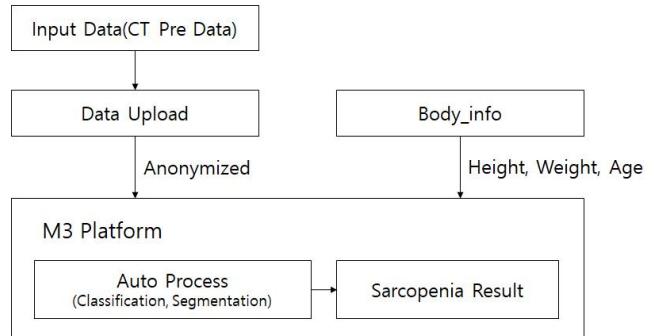 Input Data(CT Pre Data)
Data Upload
Body_info
Anonymized
Height, Weight, Age
M3 Platform
Auto Process
(Classification, Segmentation)
Sarcopenia Result